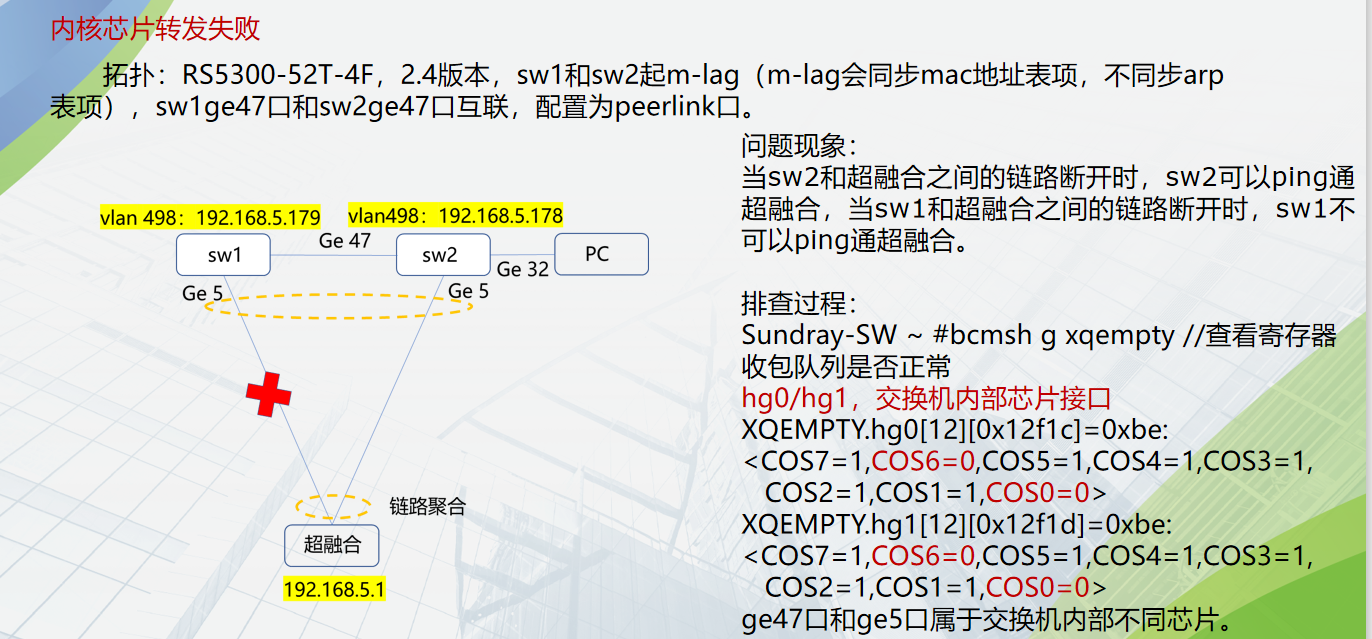 内核芯片转发失败
拓扑：RS5300-52T-4F，2.4版本，sw1和sw2起m-lag（m-lag会同步mac地址表项，不同步arp
表项），sw1ge47口和sw2ge47口互联，配置为peerlink口。
vlan 498：192.168.5.179
vlan498：192.168.5.178
sw1
Ge 47
sw2
Ge 32
PC
Ge 5
Ge 5
链路聚合
超融合
192.168.5.1
问题现象：
当sw2和超融合之间的链路断开时，sw2可以ping通
超融合，当sw1和超融合之间的链路断开时，sw1不
可以ping通超融合。
排查过程：
Sundray-SW ~ #bcmsh g xqempty //查看寄存器
收包队列是否正常
hg0/hg1，交换机内部芯片接口
XQEMPTY.hg0[12][0x12f1c]=0xbe:
<COS7=1,COS6=0,COS5=1,COS4=1,COS3=1,
COS2=1,COS1=1,COS0=0>
XQEMPTY.hg1[12][0x12f1d]=0xbe:
<COS7=1,COS6=0,COS5=1,COS4=1,COS3=1,
COS2=1,COS1=1,COS0=0>
ge47口和ge5口属于交换机内部不同芯片。